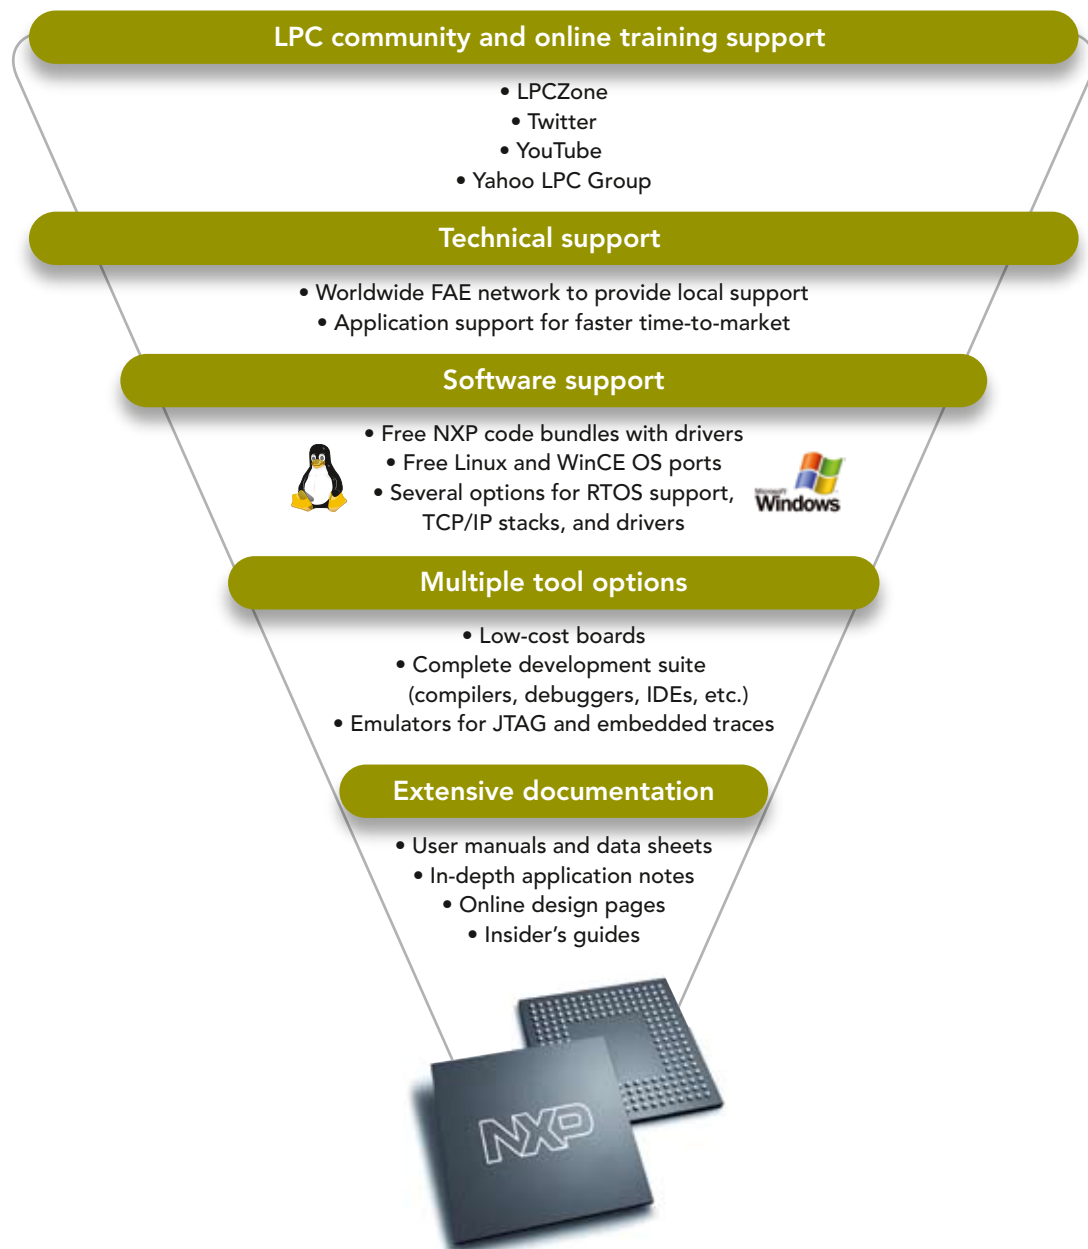 LPC community and online training support
• LPCZone
• Twitter
• YouTube
• Yahoo LPC Group
Technical support
• Worldwide FAE network to provide local support
• Application support for faster time-to-market
Software support
• Free NXP code bundles with drivers
• Free Linux and WinCE OS ports
• Several options for RTOS support,
TCP/IP stacks, and drivers
Microsoft
Windows
Multiple tool options
• Low-cost boards
• Complete development suite
(compilers, debuggers, IDEs, etc.)
• Emulators for JTAG and embedded traces
Extensive documentation
• User manuals and data sheets
• In-depth application notes
• Online design pages
• Insider’s guides
NXP